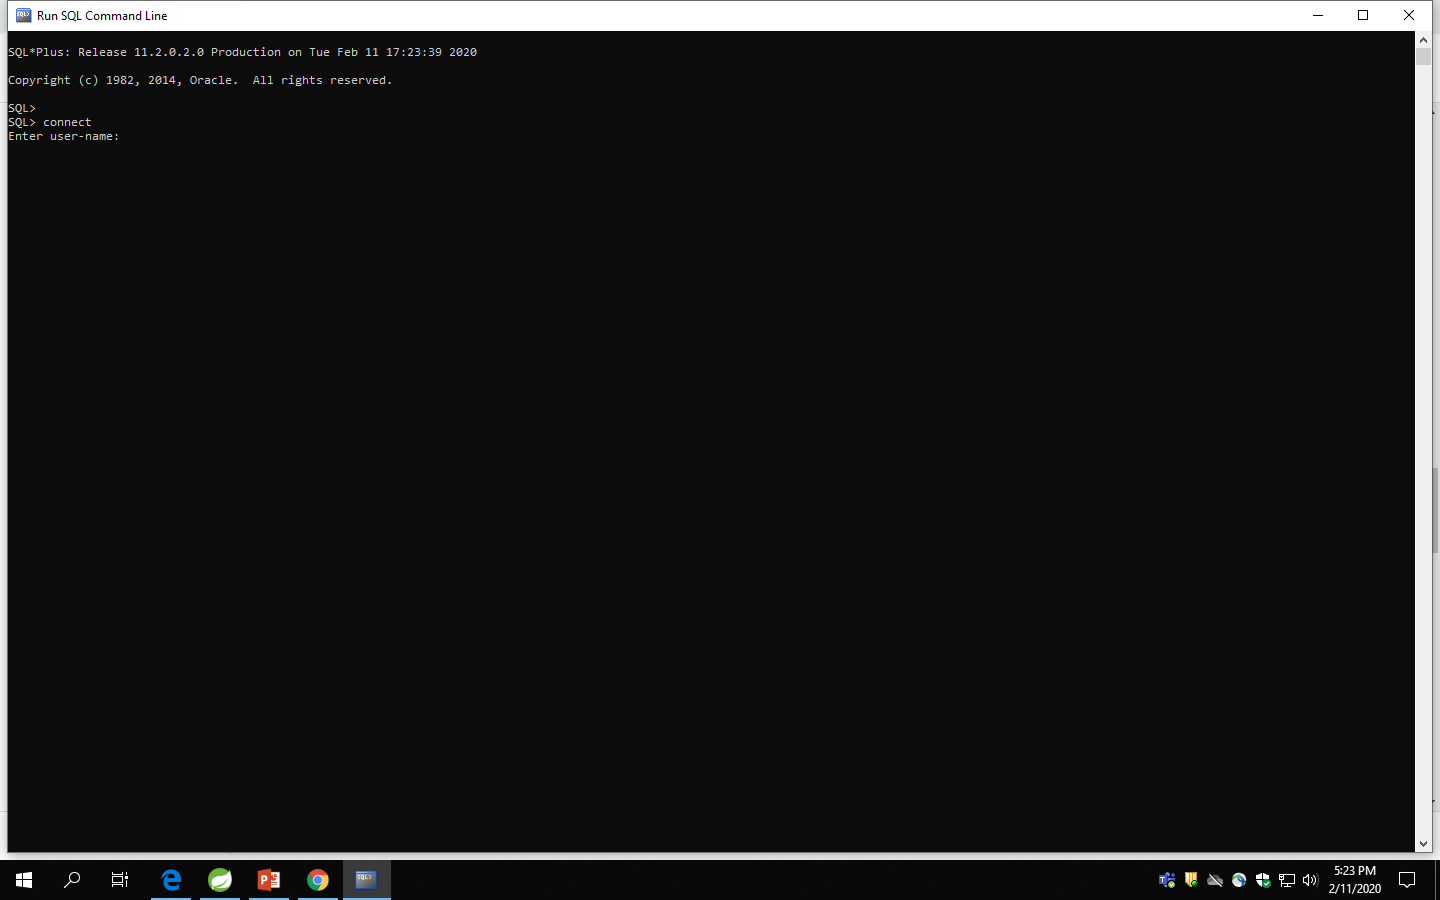 Run SQL Command Line
SQL*Plus: Release 11.2.0.2.0 Production on Tue Feb 11 17:23:39 2020
Copyright (c) 1982, 2014, Oracle.  All rights reserved.
SQL>
SQL> connect
Enter user-name:
5:23 PM
2/11/2020